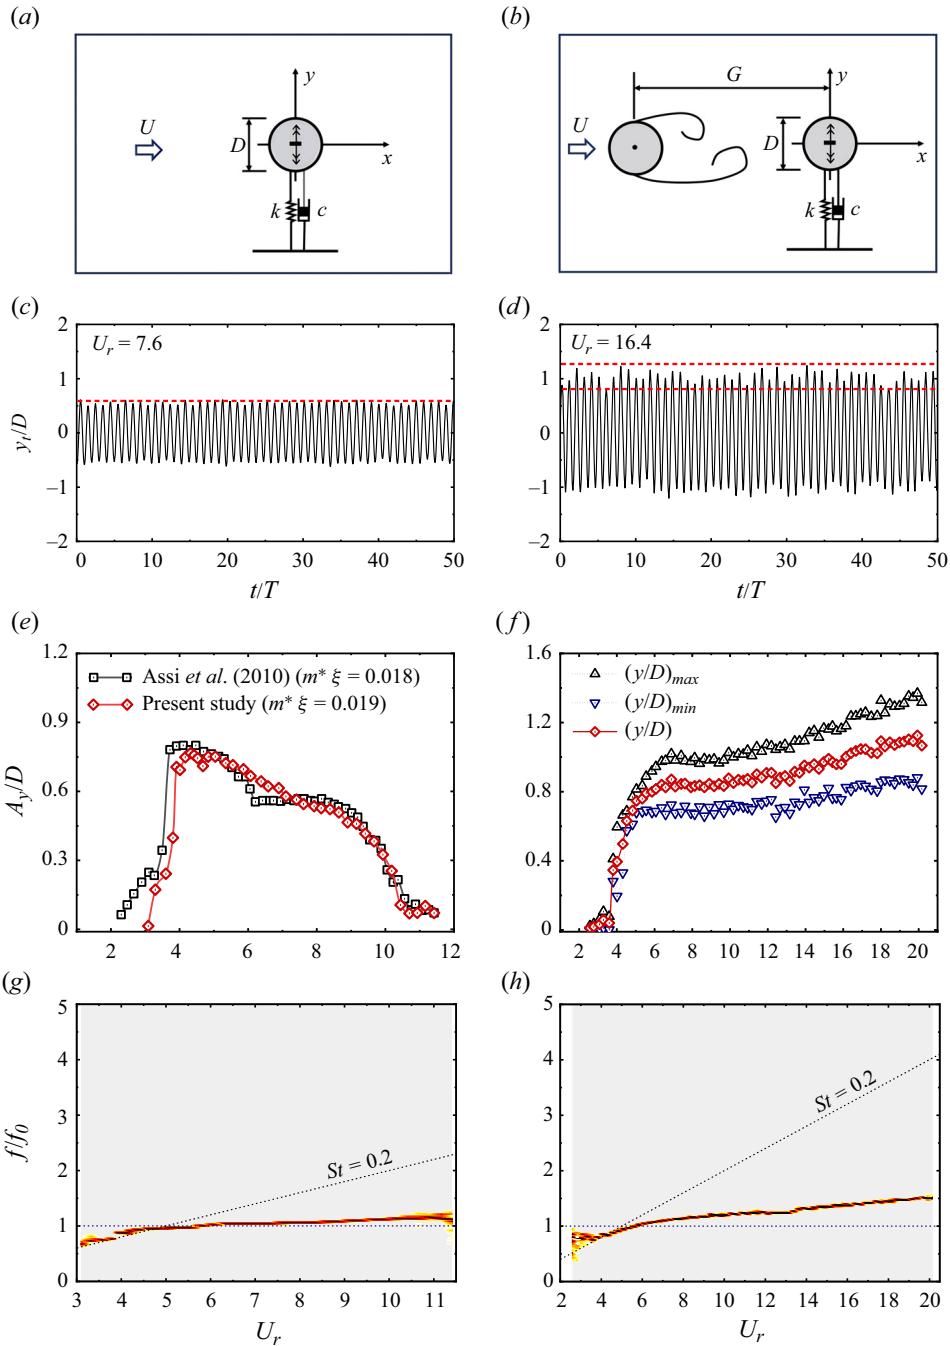 (a)
U
D
y
x
k
c
(b)
G
U
D
y
x
k
c
(c)
U_r = 7.6
y_t/D
2
1
0
–1
–2
0 10 20 30 40 50
t/T
(d)
U_r = 16.4
2
1
0
–1
–2
0 10 20 30 40 50
t/T
(e)
A_y/D
1.2
0.9
0.6
0.3
0
Assi et al. (2010) (m* ξ = 0.018)
Present study (m* ξ = 0.019)
2 4 6 8 10 12
(f)
1.6
1.2
0.8
0.4
0
(y/D)max
(y/D)min
(y/D)
2 4 6 8 10 12 14 16 18 20
(g)
f/f_0
5
4
3
2
1
0
St = 0.2
3 4 5 6 7 8 9 10 11
U_r
(h)
5
4
3
2
1
0
St = 0.2
2 4 6 8 10 12 14 16 18 20
U_r